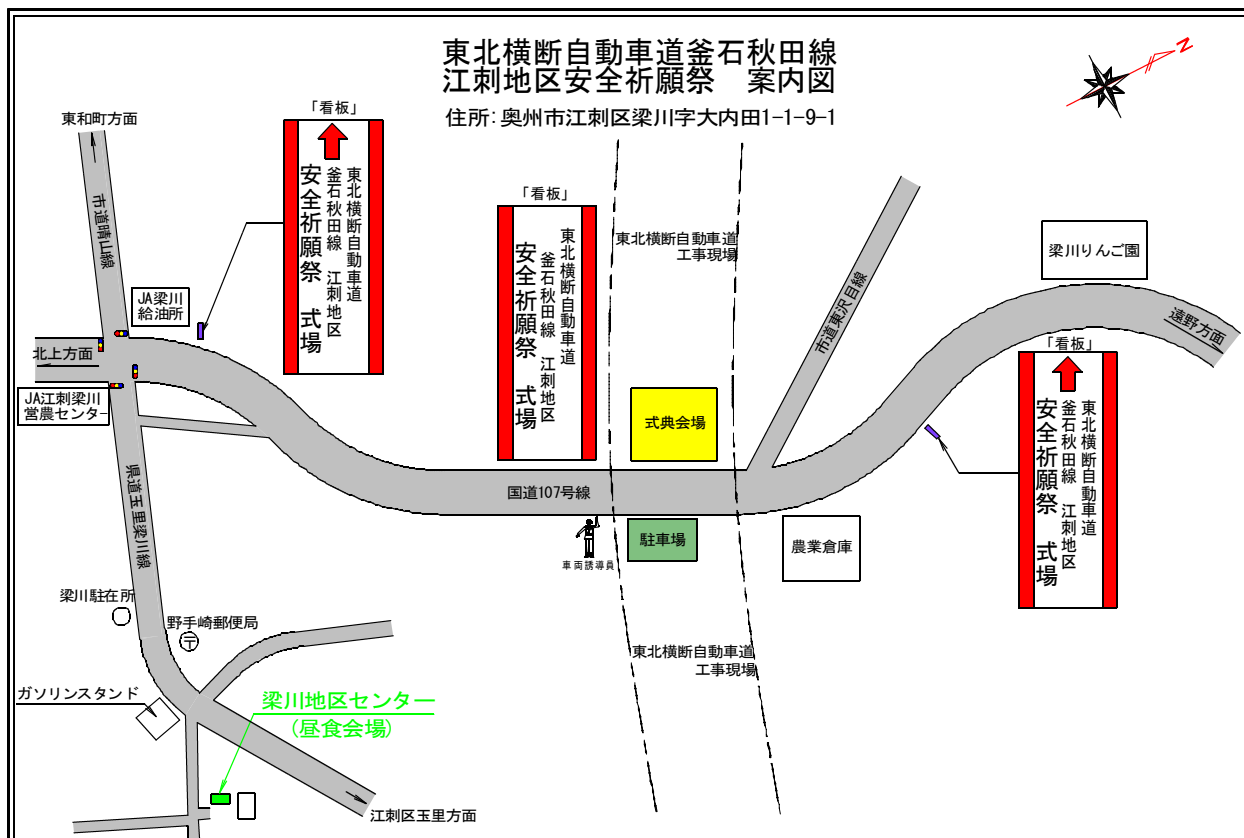 東北横断自動車道釜石秋田線
江刺地区安全祈願祭　案内図
住所：奥州市江刺区梁川字大内田1-1-9-1
N
東和町方面
市道晴山線
「看板」
東北横断自動車道
釜石秋田線　江刺地区
安全祈願祭　式場
JA梁川
給油所
北上方面
JA江刺梁川
営農センター
県道玉里梁川線
「看板」
東北横断自動車道
釜石秋田線　江刺地区
安全祈願祭　式場
東北横断自動車道
工事現場
市道東沢目線
梁川りんご園
遠野方面
「看板」
東北横断自動車道
釜石秋田線　江刺地区
安全祈願祭　式場
式典会場
国道107号線
駐車場
車両誘導員
農業倉庫
梁川駐在所
野手崎郵便局
〒
東北横断自動車道
工事現場
ガソリンスタンド
梁川地区センター
(昼食会場)
江刺区玉里方面